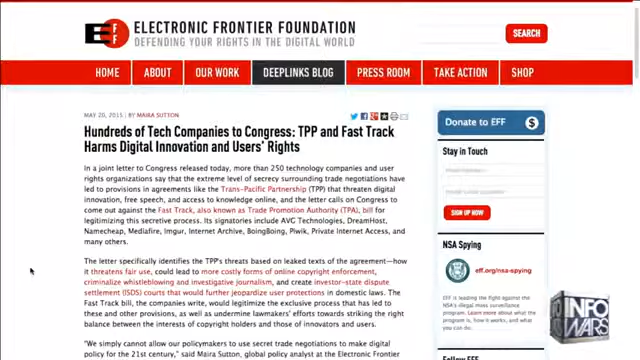 EFF
ELECTRONIC FRONTIER FOUNDATION
DEFENDING YOUR RIGHTS IN THE DIGITAL WORLD
SEARCH
HOME
ABOUT
OUR WORK
DEEPLINKS BLOG
PRESS ROOM
TAKE ACTION
SHOP
MAY 20, 2015 | BY MAIRA SUTTON
Hundreds of Tech Companies to Congress: TPP and Fast Track
Harms Digital Innovation and Users' Rights
In a joint letter to Congress released today, more than 250 technology companies and user
rights organizations say that the extreme level of secrecy surrounding trade negotiations have
led to provisions in agreements like the Trans-Pacific Partnership (TPP) that threaten digital
innovation, free speech, and access to knowledge online, and the letter calls on Congress to
come out against the Fast Track, also known as Trade Promotion Authority (TPA), bill for
legitimizing this secretive process. Its signatories include AVG Technologies, DreamHost,
Namecheap, Mediafire, Imgur, Internet Archive, BoingBoing, Piwik, Private Internet Access, and
many others.
The letter specifically identifies the TPP's threats based on leaked texts of the agreement—how
it threatens fair use, could lead to more costly forms of online copyright enforcement,
criminalize whistleblowing and investigative journalism, and create investor-state dispute
settlement (ISDS) courts that would further jeopardize user protections in domestic laws. The
Fast Track bill, the companies write, would legitimize the exclusive process that has led to
these and other provisions, as well as undermine lawmakers' efforts towards striking the right
balance between the interests of copyright holders and those of innovators and users.
"We simply cannot allow our policymakers to use secret trade negotiations to make digital
policy for the 21st century," said Maira Sutton, global policy analyst at the Electronic Frontier
Donate to EFF
$
Stay in Touch
SIGN UP NOW
NSA Spying
eff.org/nsa-spying
EFF is leading the fight against the
NSA's illegal mass surveillance
program. Learn more about what the
program is, how it works, and what
you can do.
INFO
WARS